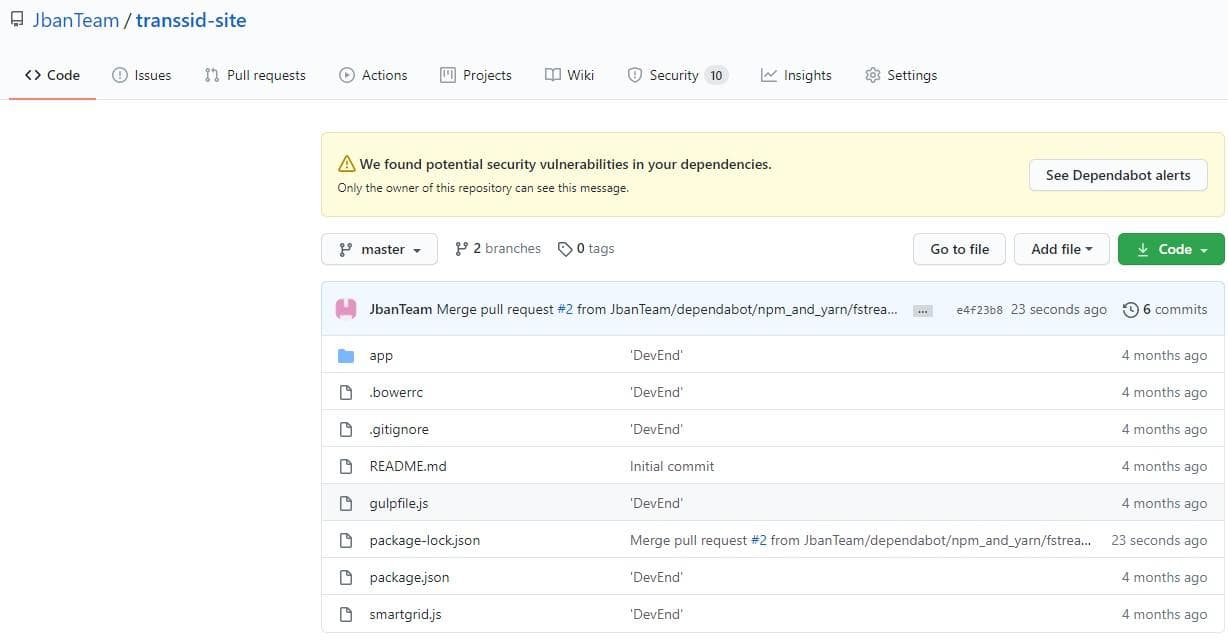 JbanTeam / transsid-site
Code Issues Pull requests Actions Projects Wiki Security 10 Insights Settings
We found potential security vulnerabilities in your dependencies.
Only the owner of this repository can see this message.
See Dependabot alerts
master 2 branches 0 tags Go to file Add file Code
JbanTeam Merge pull request #2 from JbanTeam/dependabot/npm_and_yarn/fstrea... ... e4f23b8 23 seconds ago 6 commits
app 'DevEnd' 4 months ago
.bowerrc 'DevEnd' 4 months ago
.gitignore 'DevEnd' 4 months ago
README.md Initial commit 4 months ago
gulpfile.js 'DevEnd' 4 months ago
package-lock.json Merge pull request #2 from JbanTeam/dependabot/npm_and_yarn/fstrea... 23 seconds ago
package.json 'DevEnd' 4 months ago
smartgrid.js 'DevEnd' 4 months ago